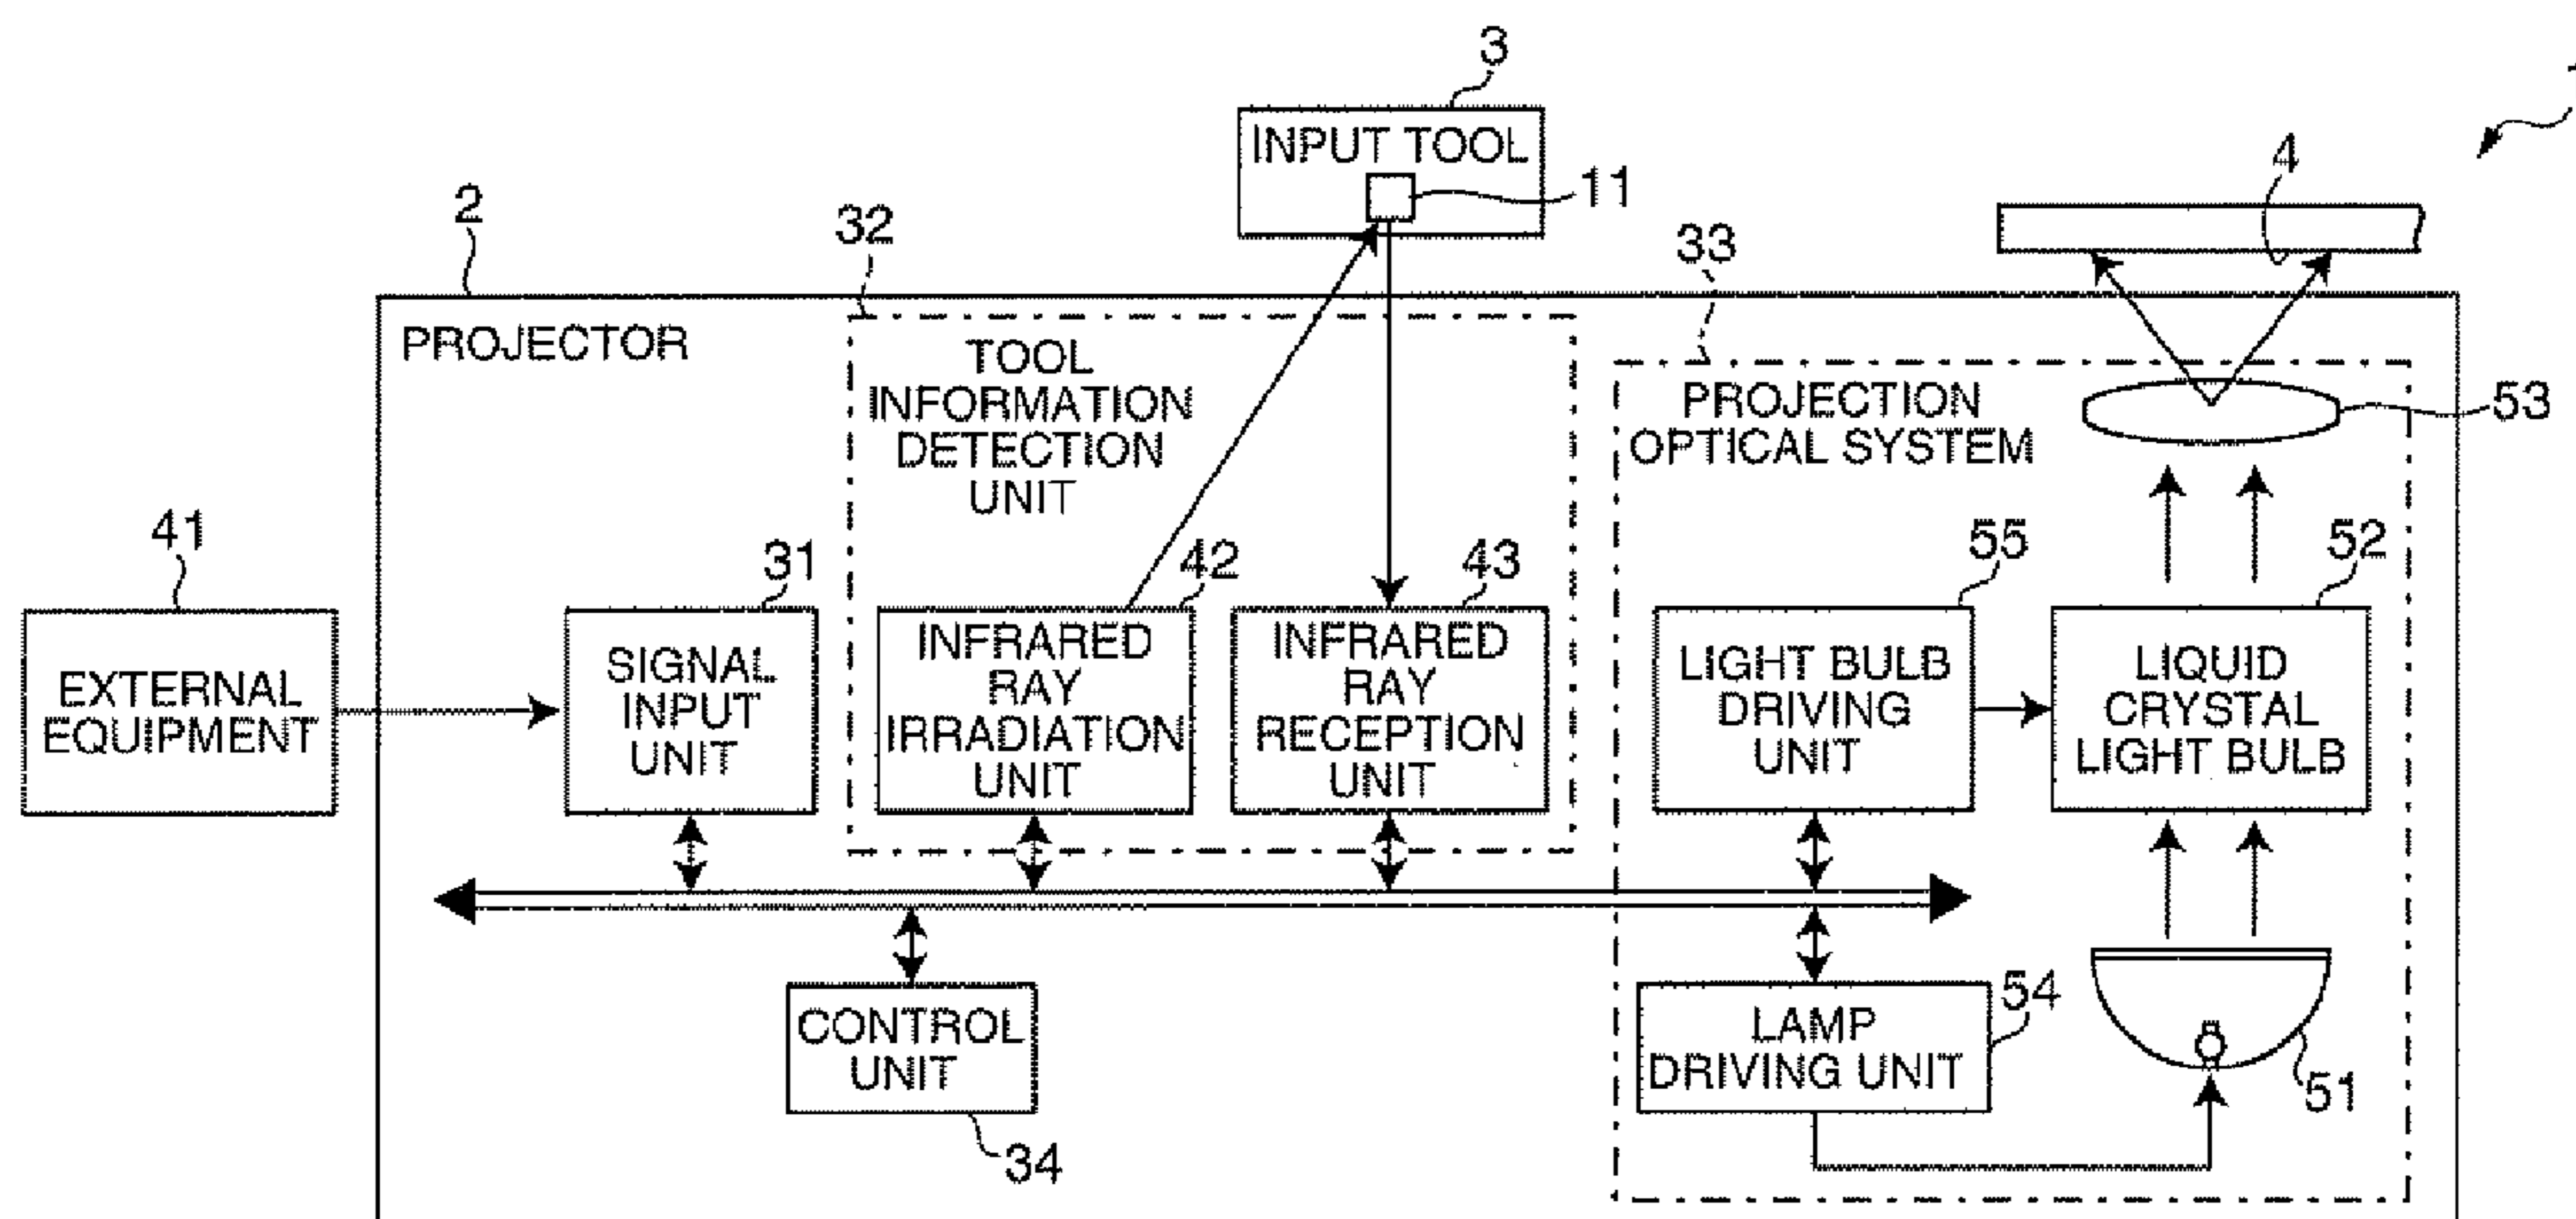 3
INPUT TOOL
11
4
2
32
33
PROJECTOR
TOOL
INFORMATION
DETECTION
UNIT
PROJECTION
OPTICAL SYSTEM
53
41
EXTERNAL
EQUIPMENT
31
SIGNAL
INPUT
UNIT
42
INFRARED
RAY
IRRADIATION
UNIT
43
INFRARED
RAY
RECEPTION
UNIT
55
LIGHT BULB
DRIVING
UNIT
52
LIQUID
CRYSTAL
LIGHT BULB
CONTROL
UNIT
34
LAMP
DRIVING UNIT
54
51